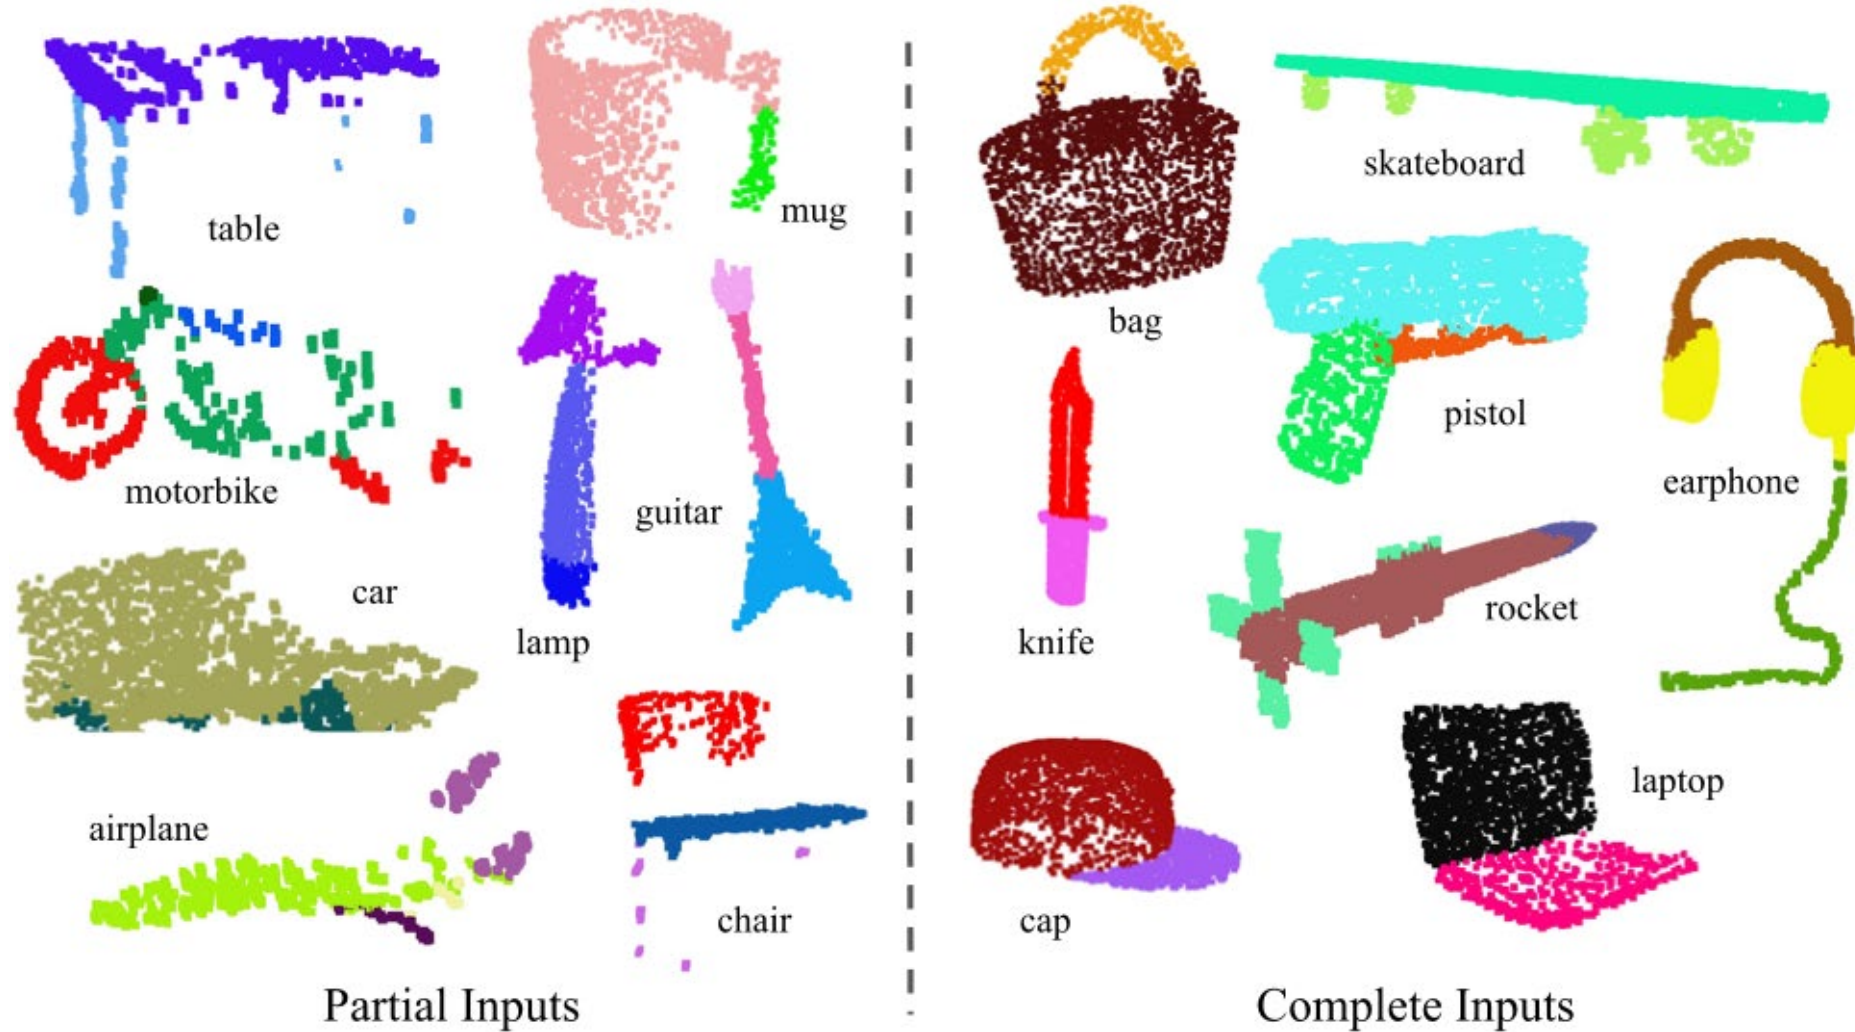 table
mug
motorbike
guitar
car
lamp
airplane
chair
Partial Inputs
skateboard
bag
pistol
earphone
knife
rocket
laptop
cap
Complete Inputs